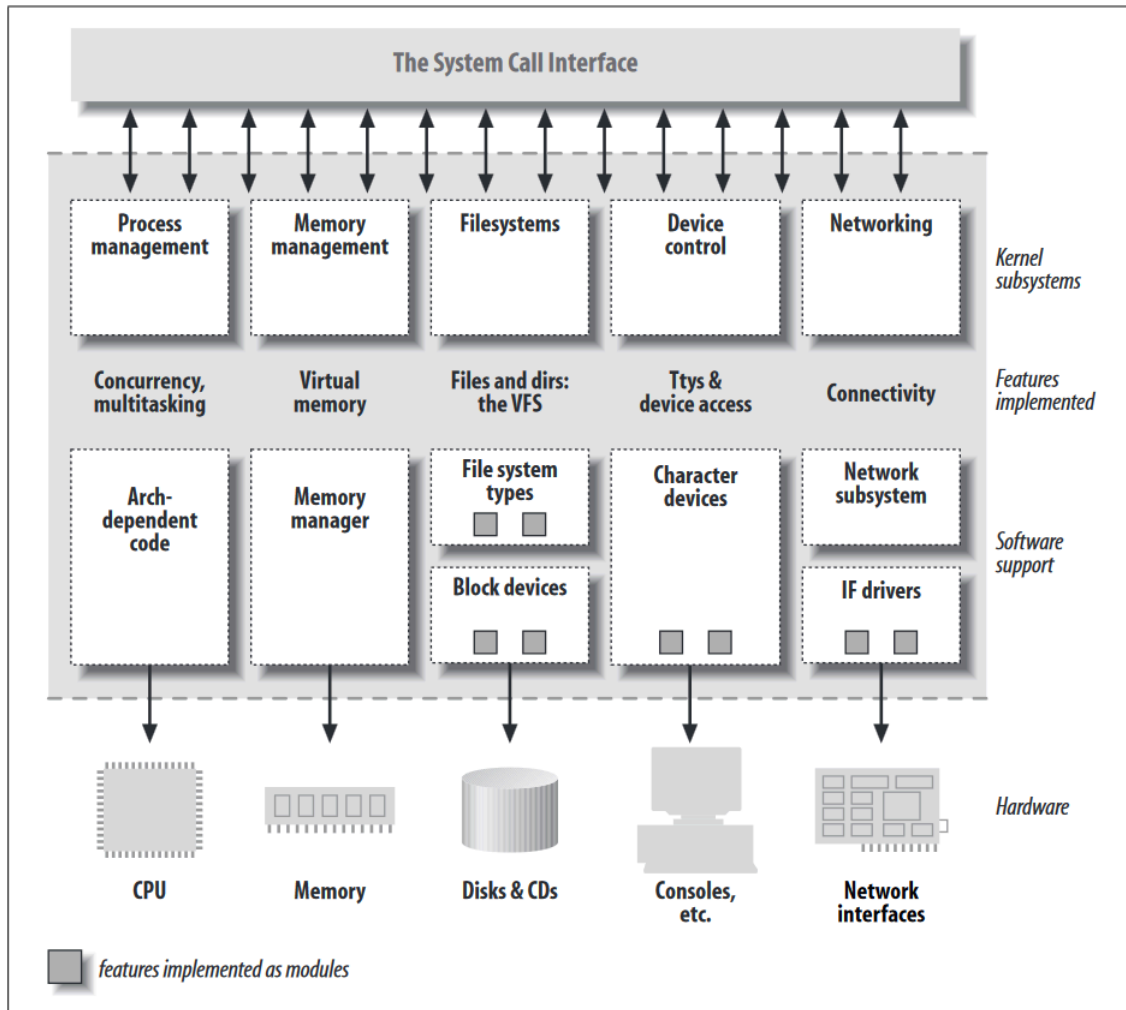 The System Call Interface
Process
management
Memory
management
Filesystems
Device
control
Networking
Kernel
subsystems
Concurrency,
multitasking
Virtual
memory
Files and dirs:
the VFS
Ttys &
device access
Connectivity
Features
implemented
Arch-
dependent
code
Memory
manager
File system
types
Block devices
Character
devices
Network
subsystem
IF drivers
Software
support
CPU
Memory
Disks & CDs
Consoles,
etc.
Network
interfaces
Hardware
features implemented as modules